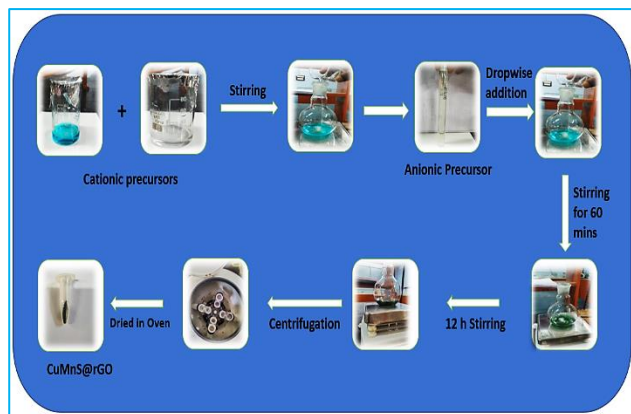 Stirring
Dropwise
addition
+
Cationic precursors
Anionic Precursor
Stirring
for 60
mins
12 h Stirring
Centrifugation
Dried in Oven
CuMnS@rGO